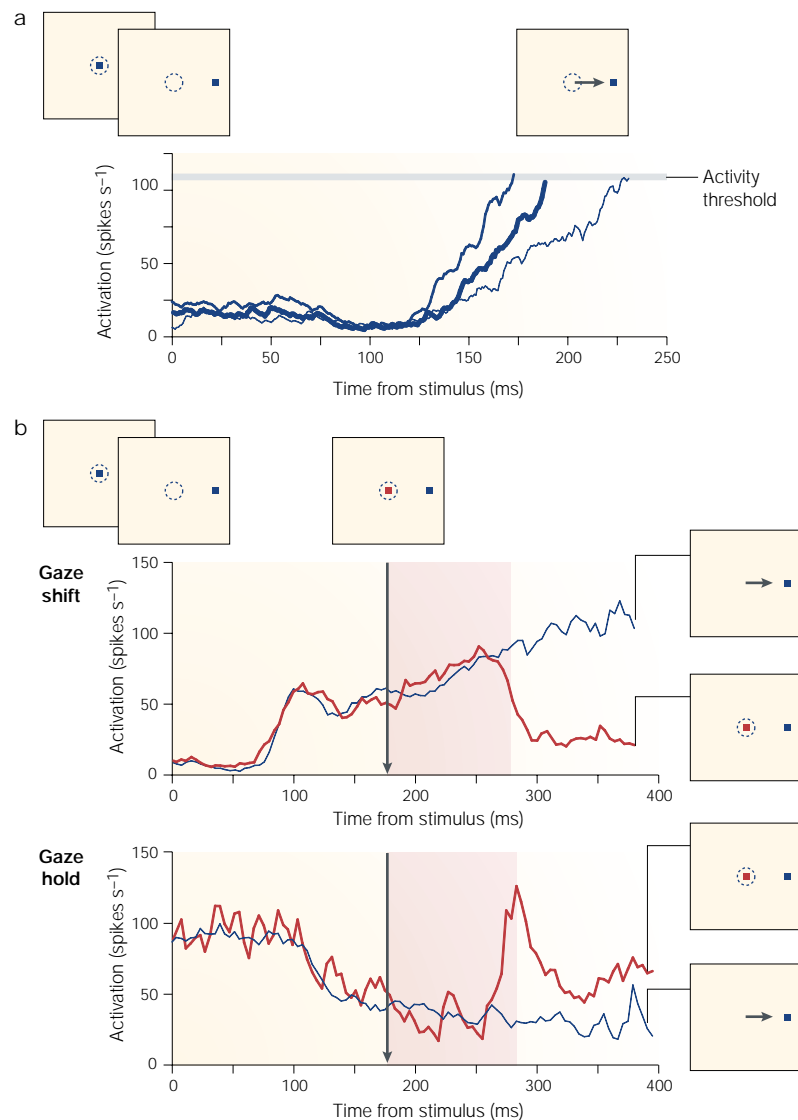 a
Activation (spikes s⁻¹)
100
50
0
Activity
threshold
0 50 100 150 200 250
Time from stimulus (ms)
b
Gaze
shift
Activation (spikes s⁻¹)
150
100
50
0
0 100 200 300 400
Time from stimulus (ms)
Gaze
hold
Activation (spikes s⁻¹)
150
100
50
0
0 100 200 300 400
Time from stimulus (ms)